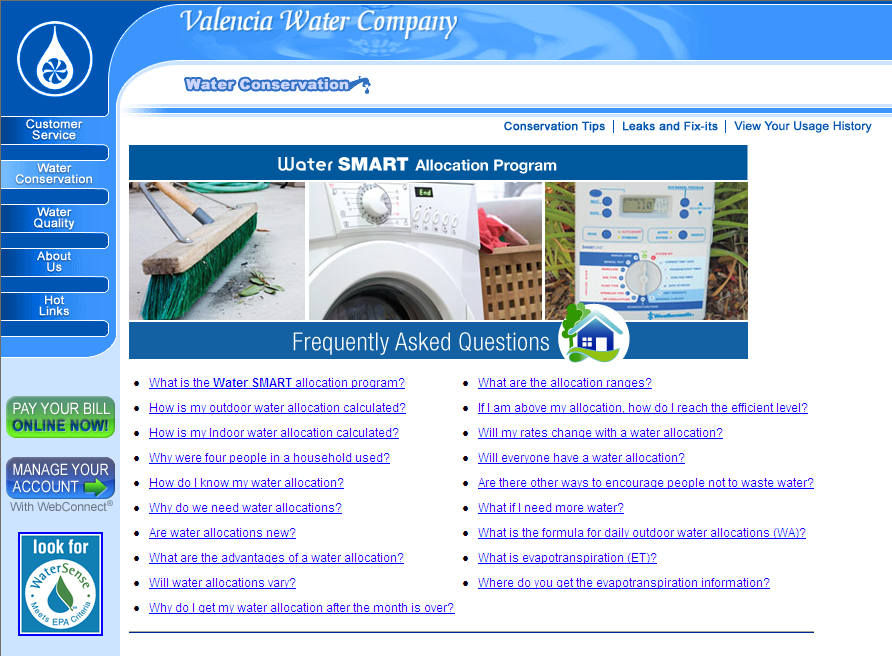 Valencia Water Company
Water Conservation
Conservation Tips | Leaks and Fix-its | View Your Usage History
Customer
Service
Water
Conservation
Water
Quality
About
Us
Hot
Links
PAY YOUR BILL
ONLINE NOW!
MANAGE YOUR
ACCOUNT
With WebConnect®
look for
WaterSense
Meets EPA Criteria
Water SMART Allocation Program
End
Weathermatic
Frequently Asked Questions
What is the Water SMART allocation program?
How is my outdoor water allocation calculated?
How is my Indoor water allocation calculated?
Why were four people in a household used?
How do I know my water allocation?
Why do we need water allocations?
Are water allocations new?
What are the advantages of a water allocation?
Will water allocations vary?
Why do I get my water allocation after the month is over?
What are the allocation ranges?
If I am above my allocation, how do I reach the efficient level?
Will my rates change with a water allocation?
Will everyone have a water allocation?
Are there other ways to encourage people not to waste water?
What if I need more water?
What is the formula for daily outdoor water allocations (WA)?
What is evapotranspiration (ET)?
Where do you get the evapotranspiration information?